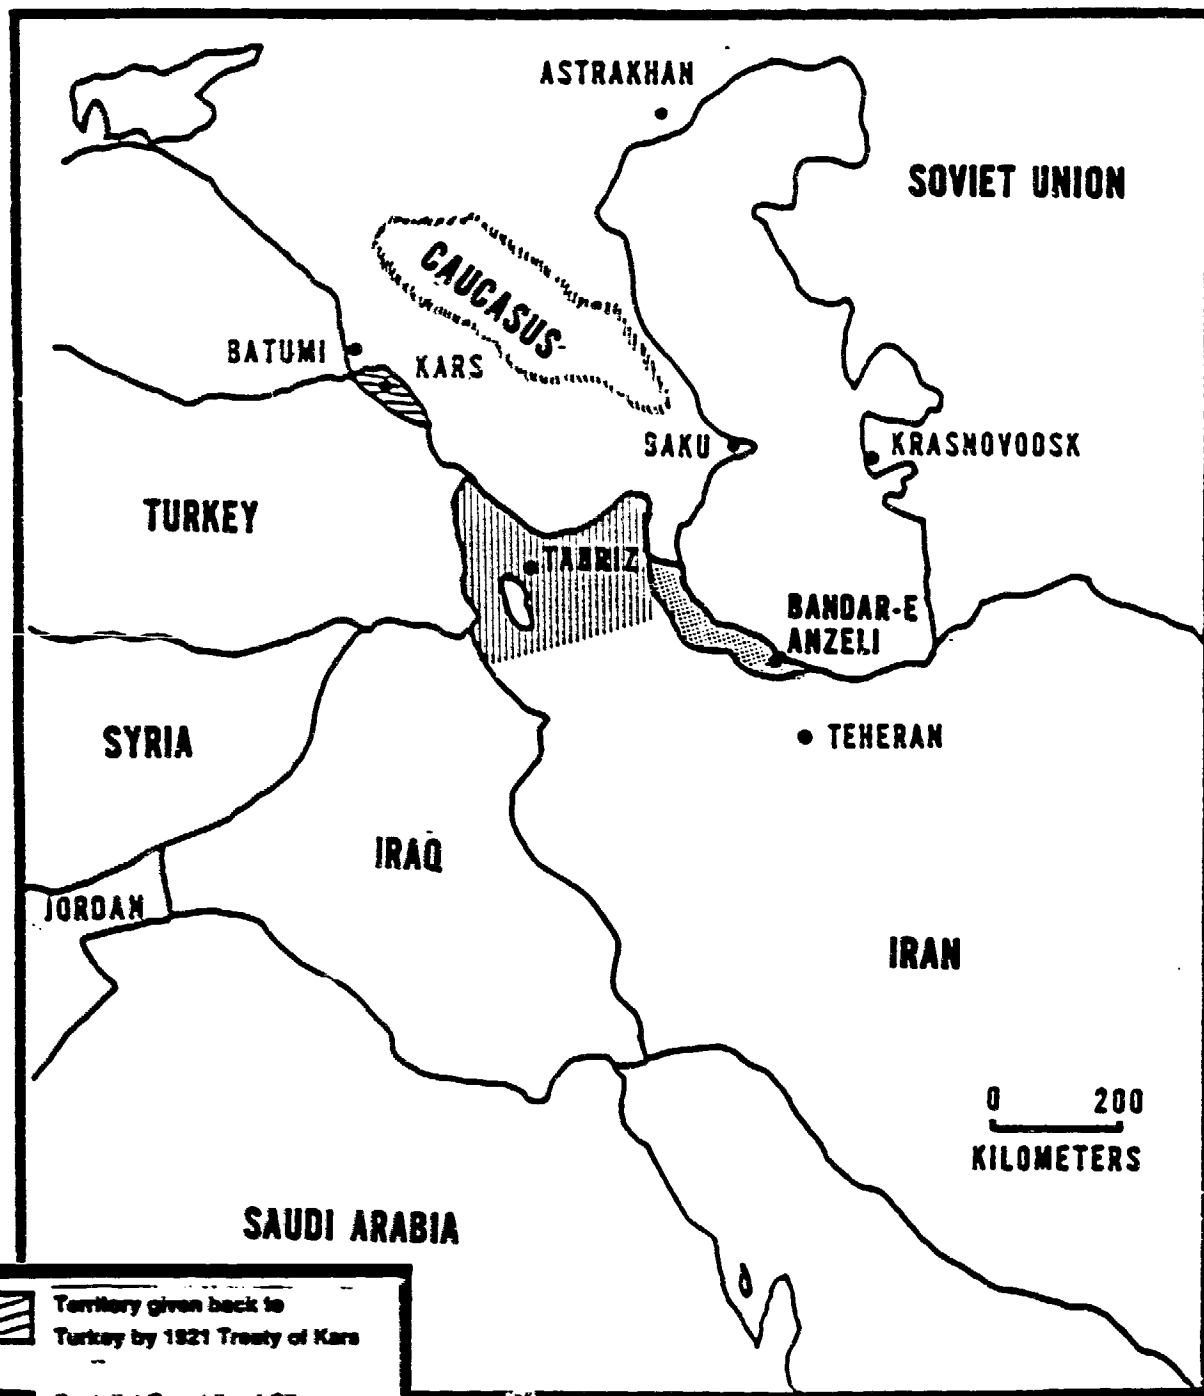 ASTRAKHAN
SOVIET UNION
CAUCASUS
BATUMI
KARS
BAKU
KRASNOVODSK
TURKEY
TABRIZ
BANDAR-E
ANZELI
TEHERAN
SYRIA
IRAQ
JORDAN
IRAN
0 200
KILOMETERS
SAUDI ARABIA
Territory given back to
Turkey by 1921 Treaty of Kars